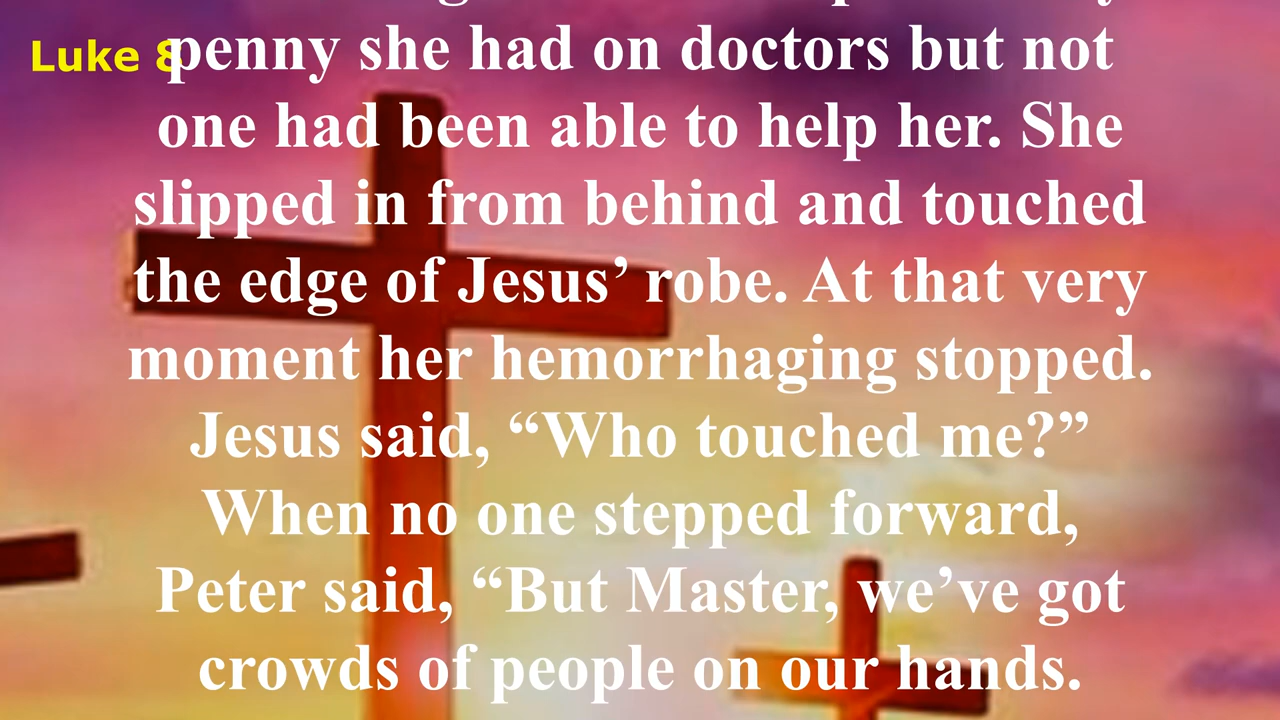 Luke 8
penny she had on doctors but not
one had been able to help her. She
slipped in from behind and touched
the edge of Jesus’ robe. At that very
moment her hemorrhaging stopped.
Jesus said, “Who touched me?”
When no one stepped forward,
Peter said, “But Master, we’ve got
crowds of people on our hands.